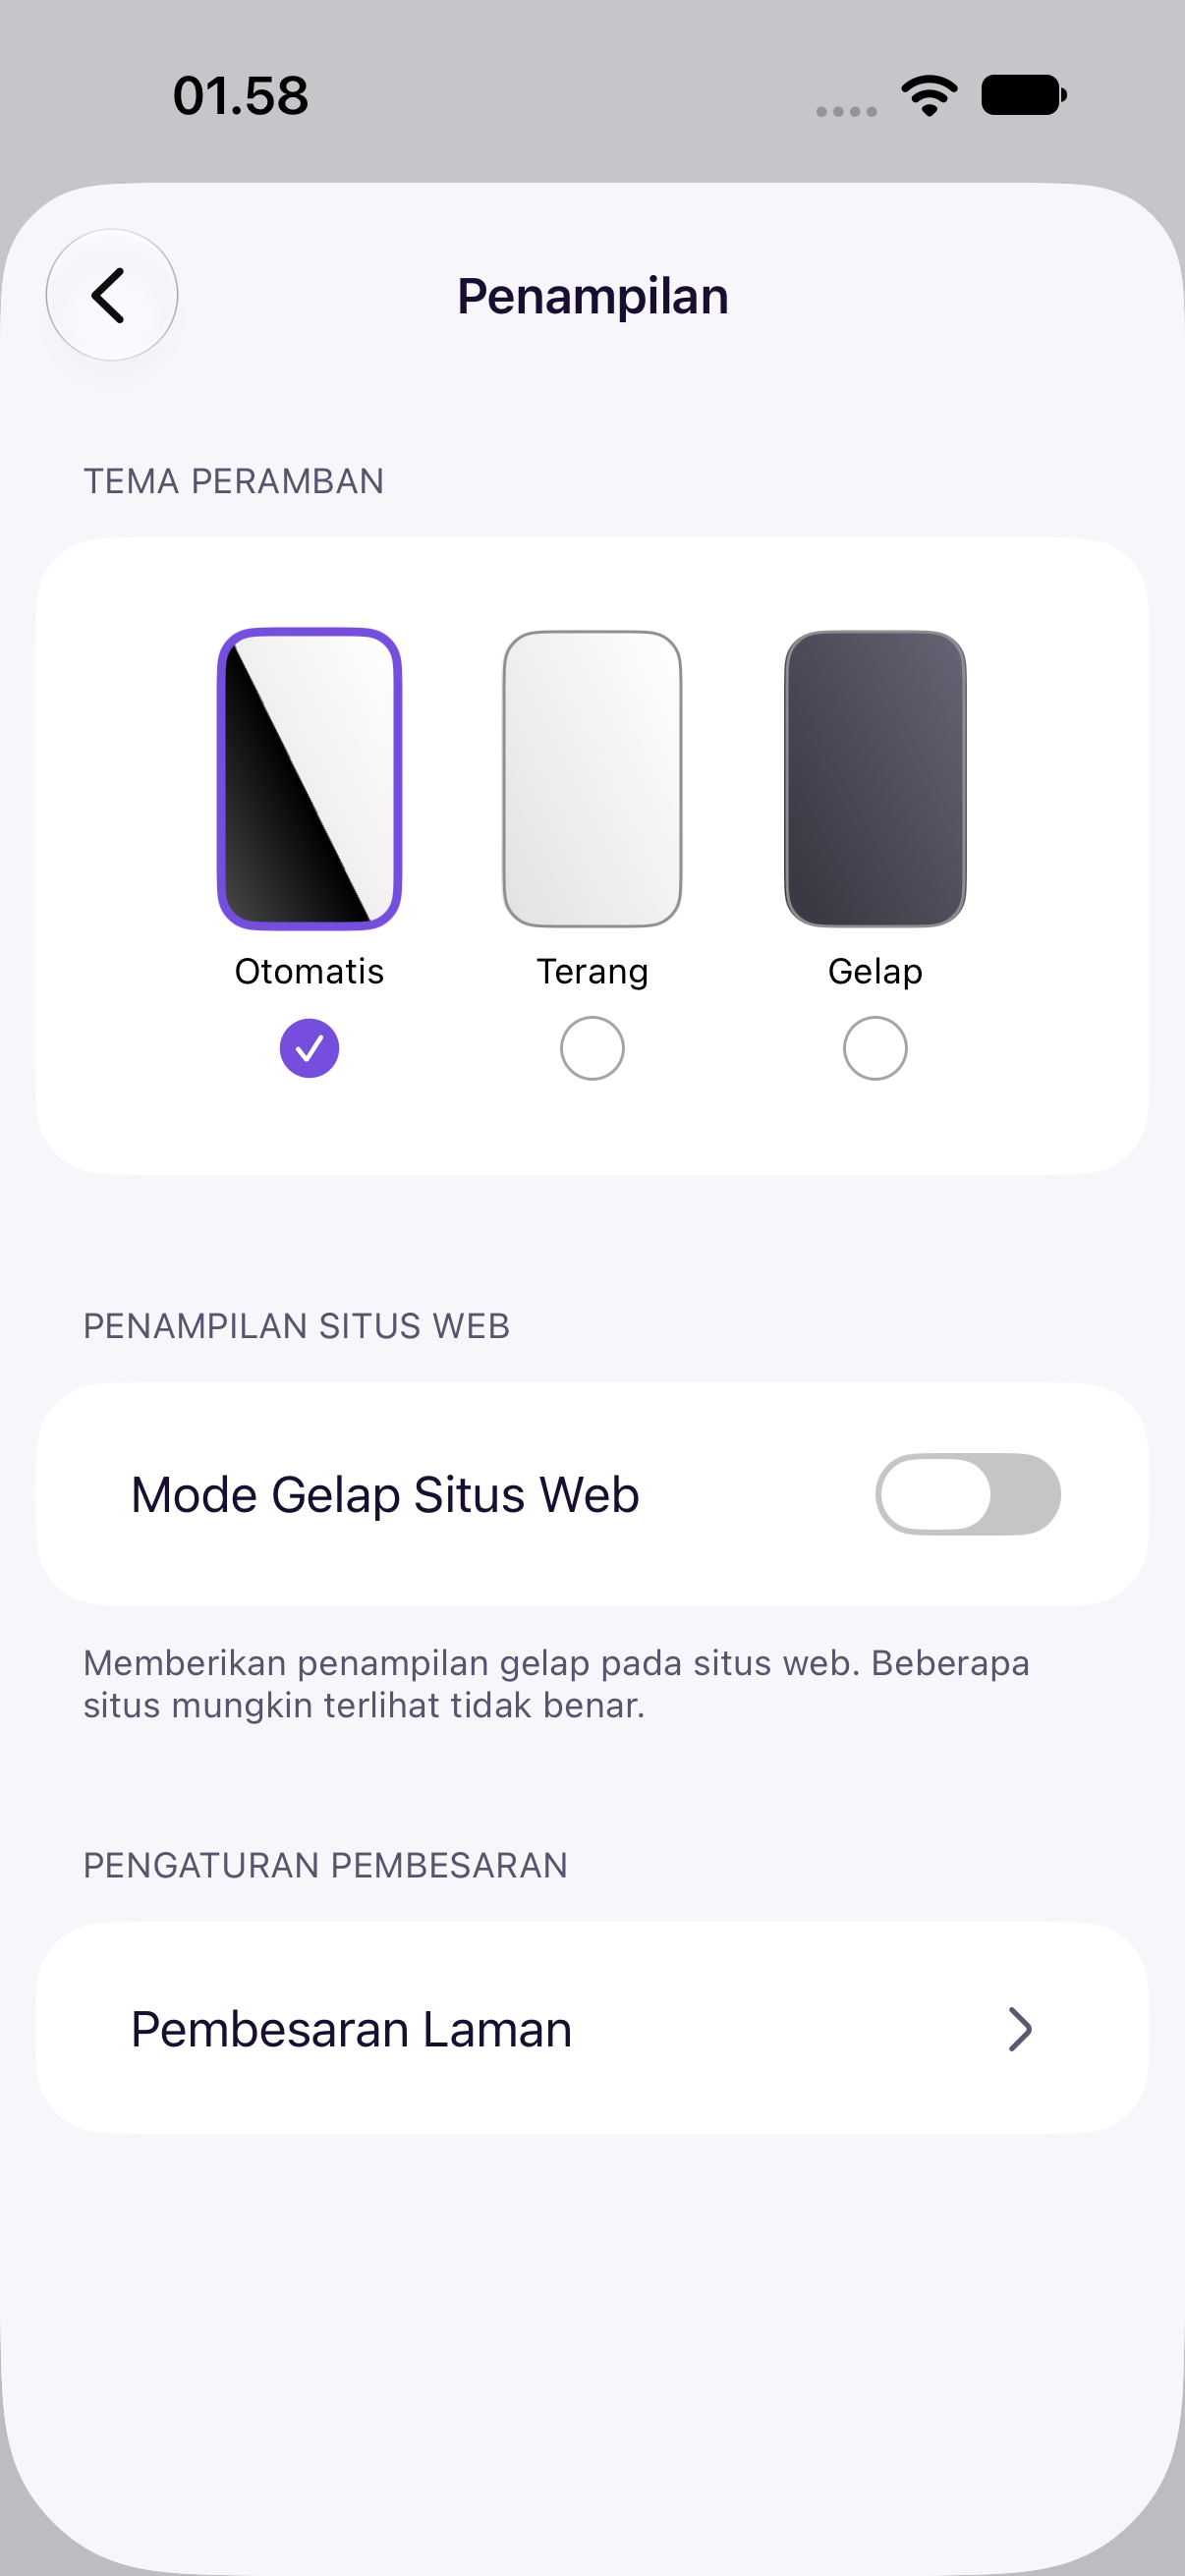 01.58
Penampilan
TEMA PERAMBAN
Otomatis
Terang
Gelap
PENAMPILAN SITUS WEB
Mode Gelap Situs Web
Memberikan penampilan gelap pada situs web. Beberapa
situs mungkin terlihat tidak benar.
PENGATURAN PEMBESARAN
Pembesaran Laman